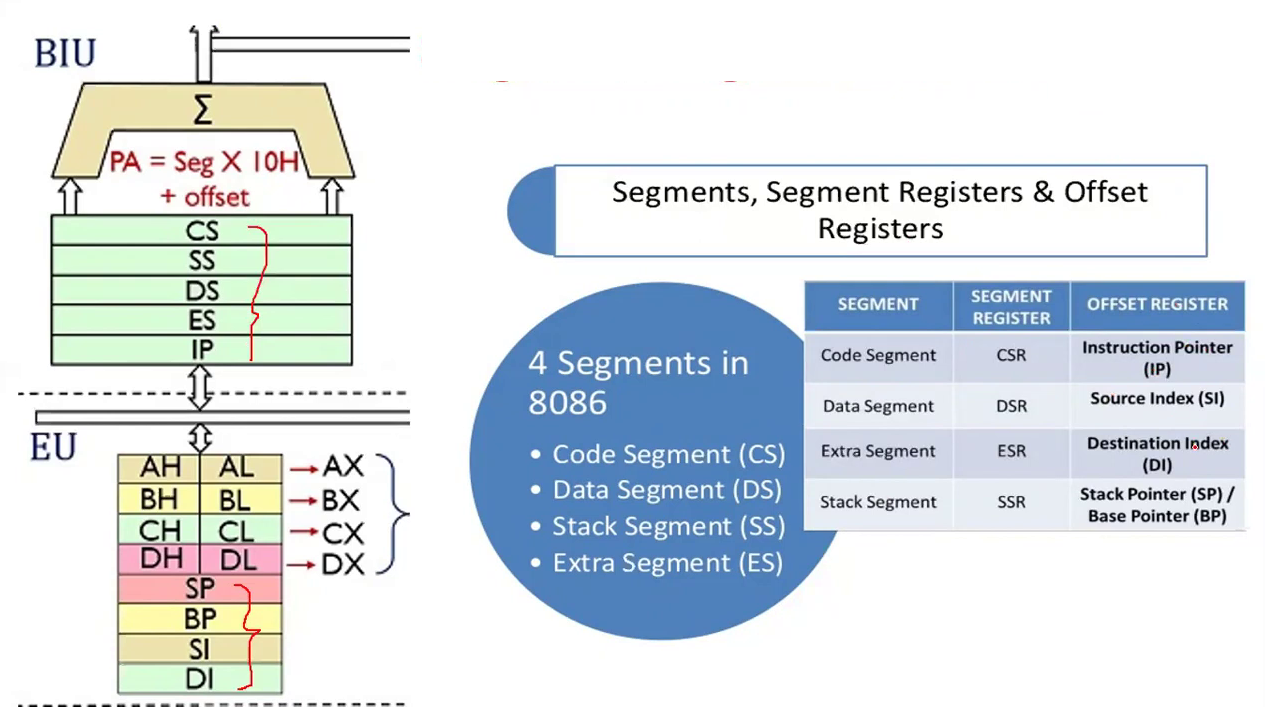 BIU
Σ
PA = Seg X 10H
+ offset
CS
SS
DS
ES
IP
EU
AH AL → AX
BH BL → BX
CH CL → CX
DH DL → DX
SP
BP
SI
DI
Segments, Segment Registers & Offset
Registers
4 Segments in
8086
• Code Segment (CS)
• Data Segment (DS)
• Stack Segment (SS)
• Extra Segment (ES)
SEGMENT SEGMENT REGISTER OFFSET REGISTER
Code Segment CSR Instruction Pointer (IP)
Data Segment DSR Source Index (SI)
Extra Segment ESR Destination Index (DI)
Stack Segment SSR Stack Pointer (SP) / Base Pointer (BP)